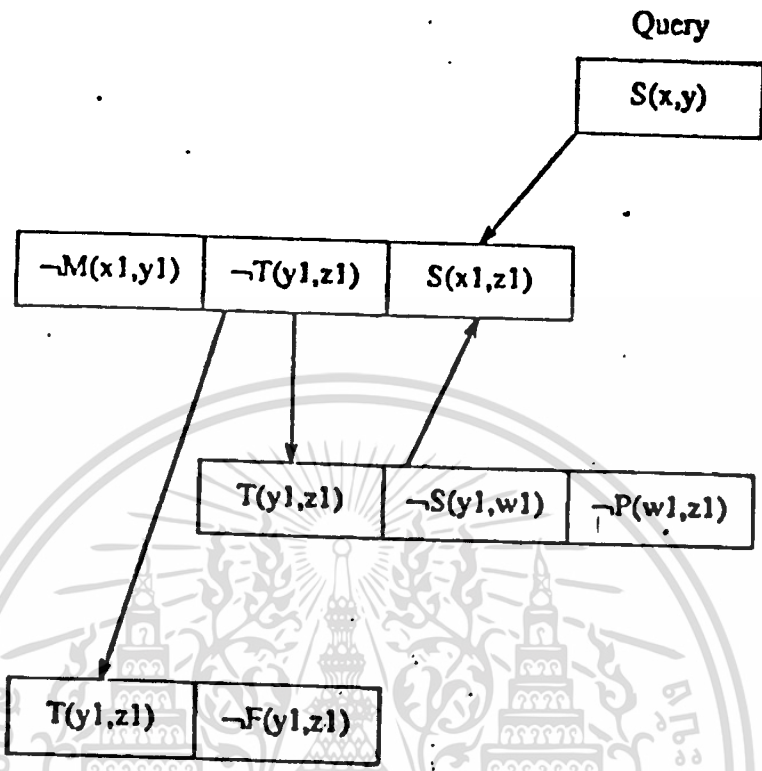 Query
S(x,y)
¬M(x1,y1) ¬T(y1,z1) S(x1,z1)
T(y1,z1) ¬S(y1,w1) ¬P(w1,z1)
T(y1,z1) ¬F(y1,z1)